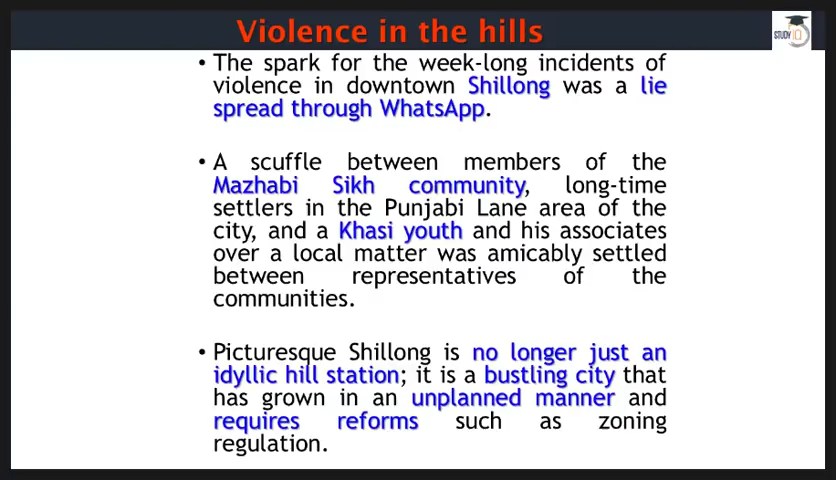 Violence in the hills
STUDY IQ
• The spark for the week-long incidents of
violence in downtown Shillong was a lie
spread through WhatsApp.
• A scuffle between members of the
Mazhabi Sikh community, long-time
settlers in the Punjabi Lane area of the
city, and a Khasi youth and his associates
over a local matter was amicably settled
between representatives of the
communities.
• Picturesque Shillong is no longer just an
idyllic hill station; it is a bustling city that
has grown in an unplanned manner and
requires reforms such as zoning
regulation.